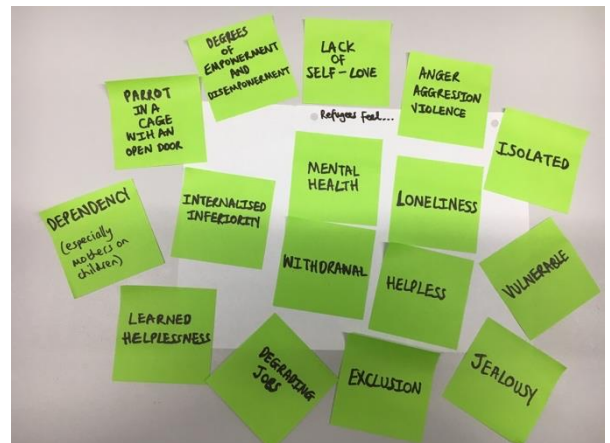 DEGREES
OF
EMPOWERMENT
AND
DISEMPOWERMENT
LACK
OF
SELF-LOVE
ANGER
AGGRESSION
VIOLENCE
PARROT
IN A
CAGE
WIH AN
OPEN DOOR
Refugees feel...
ISOLATED
MENTAL
HEALTH
LONELINESS
DEPENDENCY
(especially
mothers on
children)
INTERNALISED
INFERIORITY
WITHDRAWAL
HELPLESS
VULNERABLE
LEARNED
HELPLESSNESS
DEGRADING
JOBS
EXCLUSION
JEALOUSY